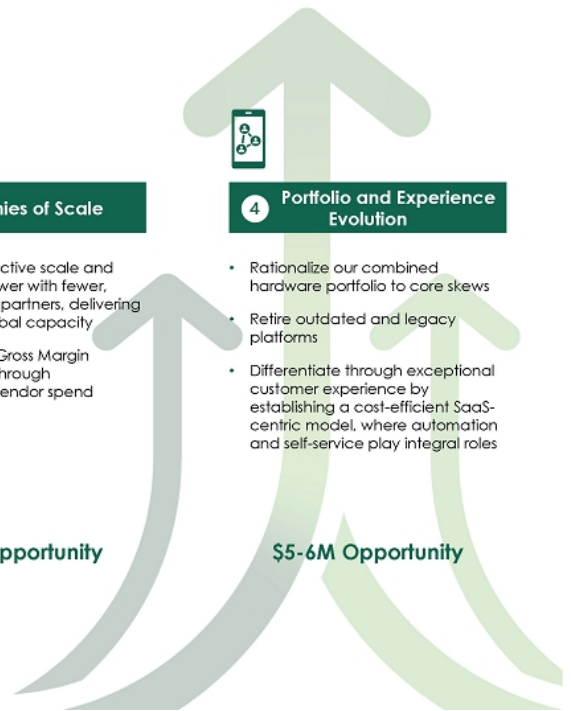 nies of Scale
ctive scale and
wer with fewer,
partners, delivering
bal capacity
Gross Margin
hrough
endor spend
pportunity
4
Portfolio and Experience
Evolution
• Rationalize our combined
hardware portfolio to core skews
• Retire outdated and legacy
platforms
• Differentiate through exceptional
customer experience by
establishing a cost-efficient SaaS-
centric model, where automation
and self-service play integral roles
$5-6M Opportunity